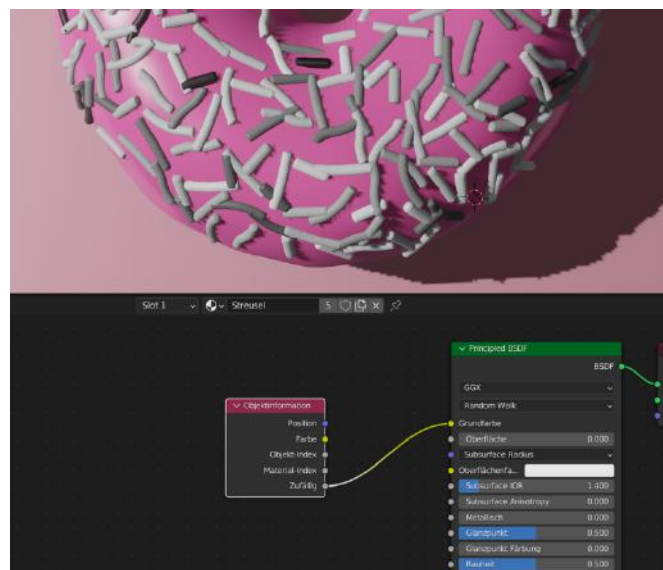 Slot 1
Streusel
5
Principled BSDF
BSDF
GGX
Random Walk
Grundfarbe
Oberfläche 0.000
Subsurface Radius
Oberflächenfa...
Subsurface IOR 1.400
Subsurface Anisotropy 0.000
Metallisch 0.000
Glanzpunkt 0.500
Glanzpunkt Färbung 0.000
Rauheit 0.500
Objektinformation
Position
Farbe
Objekt-Index
Material-Index
Zufällig